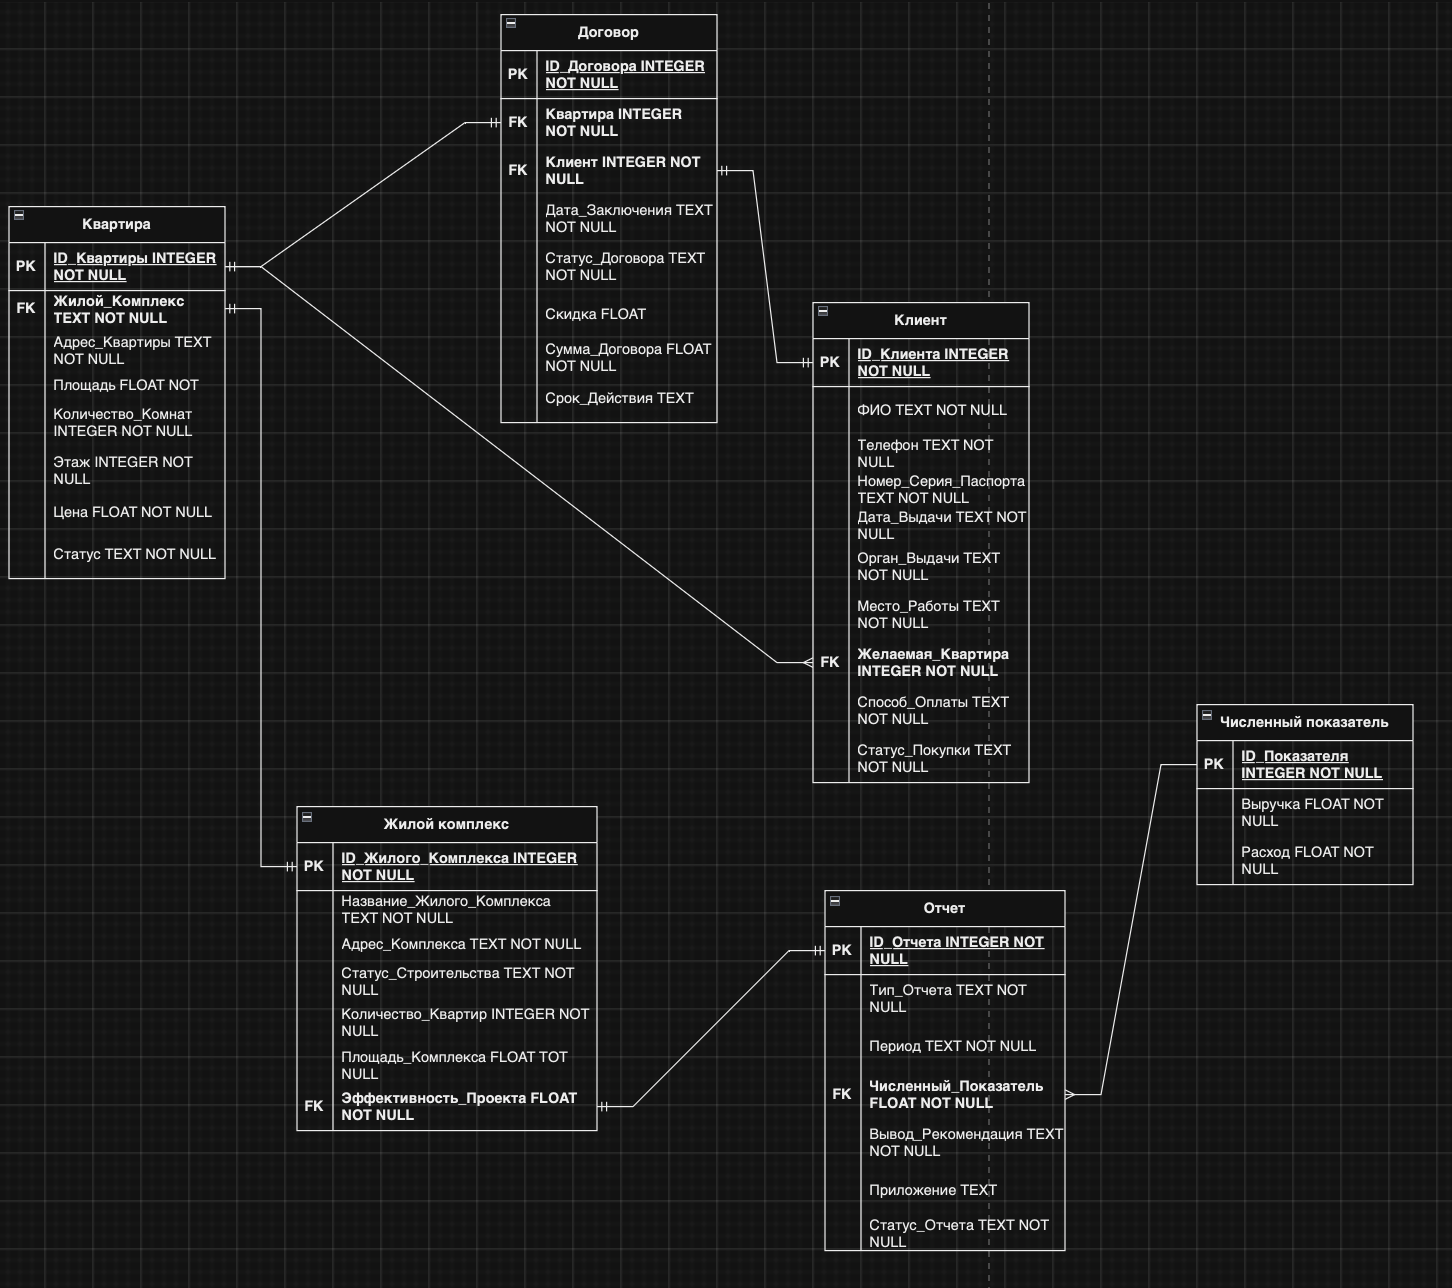 Договор
PK
ID_Договора INTEGER
NOT NULL
FK
Квартира INTEGER
NOT NULL
FK
Клиент INTEGER NOT
NULL
Дата_Заключения TEXT
NOT NULL
Статус_Договора TEXT
NOT NULL
Скидка FLOAT
Сумма_Договора FLOAT
NOT NULL
Срок_Действия TEXT
Квартира
PK
ID_Квартиры INTEGER
NOT NULL
FK
Жилой_Комплекс
TEXT NOT NULL
Адрес_Квартиры TEXT
NOT NULL
Площадь FLOAT NOT
Количество_Комнат
INTEGER NOT NULL
Этаж INTEGER NOT
NULL
Цена FLOAT NOT NULL
Статус TEXT NOT NULL
Клиент
PK
ID_Клиента INTEGER
NOT NULL
ФИО TEXT NOT NULL
Телефон TEXT NOT
NULL
Номер_Серия_Паспорта
TEXT NOT NULL
Дата_Выдачи TEXT NOT
NULL
Орган_Выдачи TEXT
NOT NULL
Место_Работы TEXT
NOT NULL
FK
Желаемая_Квартира
INTEGER NOT NULL
Способ_Оплаты TEXT
NOT NULL
Статус_Покупки TEXT
NOT NULL
Численный показатель
PK
ID_Показателя
INTEGER NOT NULL
Выручка FLOAT NOT
NULL
Расход FLOAT NOT
NULL
Жилой комплекс
PK
ID_Жилого_Комплекса INTEGER
NOT NULL
Название_Жилого_Комплекса
TEXT NOT NULL
Адрес_Комплекса TEXT NOT NULL
Статус_Строительства TEXT NOT
NULL
Количество_Квартир INTEGER NOT
NULL
Площадь_Комплекса FLOAT TOT
NULL
FK
Эффективность_Проекта FLOAT
NOT NULL
Отчет
PK
ID_Отчета INTEGER NOT
NULL
Тип_Отчета TEXT NOT
NULL
Период TEXT NOT NULL
FK
Численный_Показатель
FLOAT NOT NULL
Вывод_Рекомендация TEXT
NOT NULL
Приложение TEXT
Статус_Отчета TEXT NOT
NULL